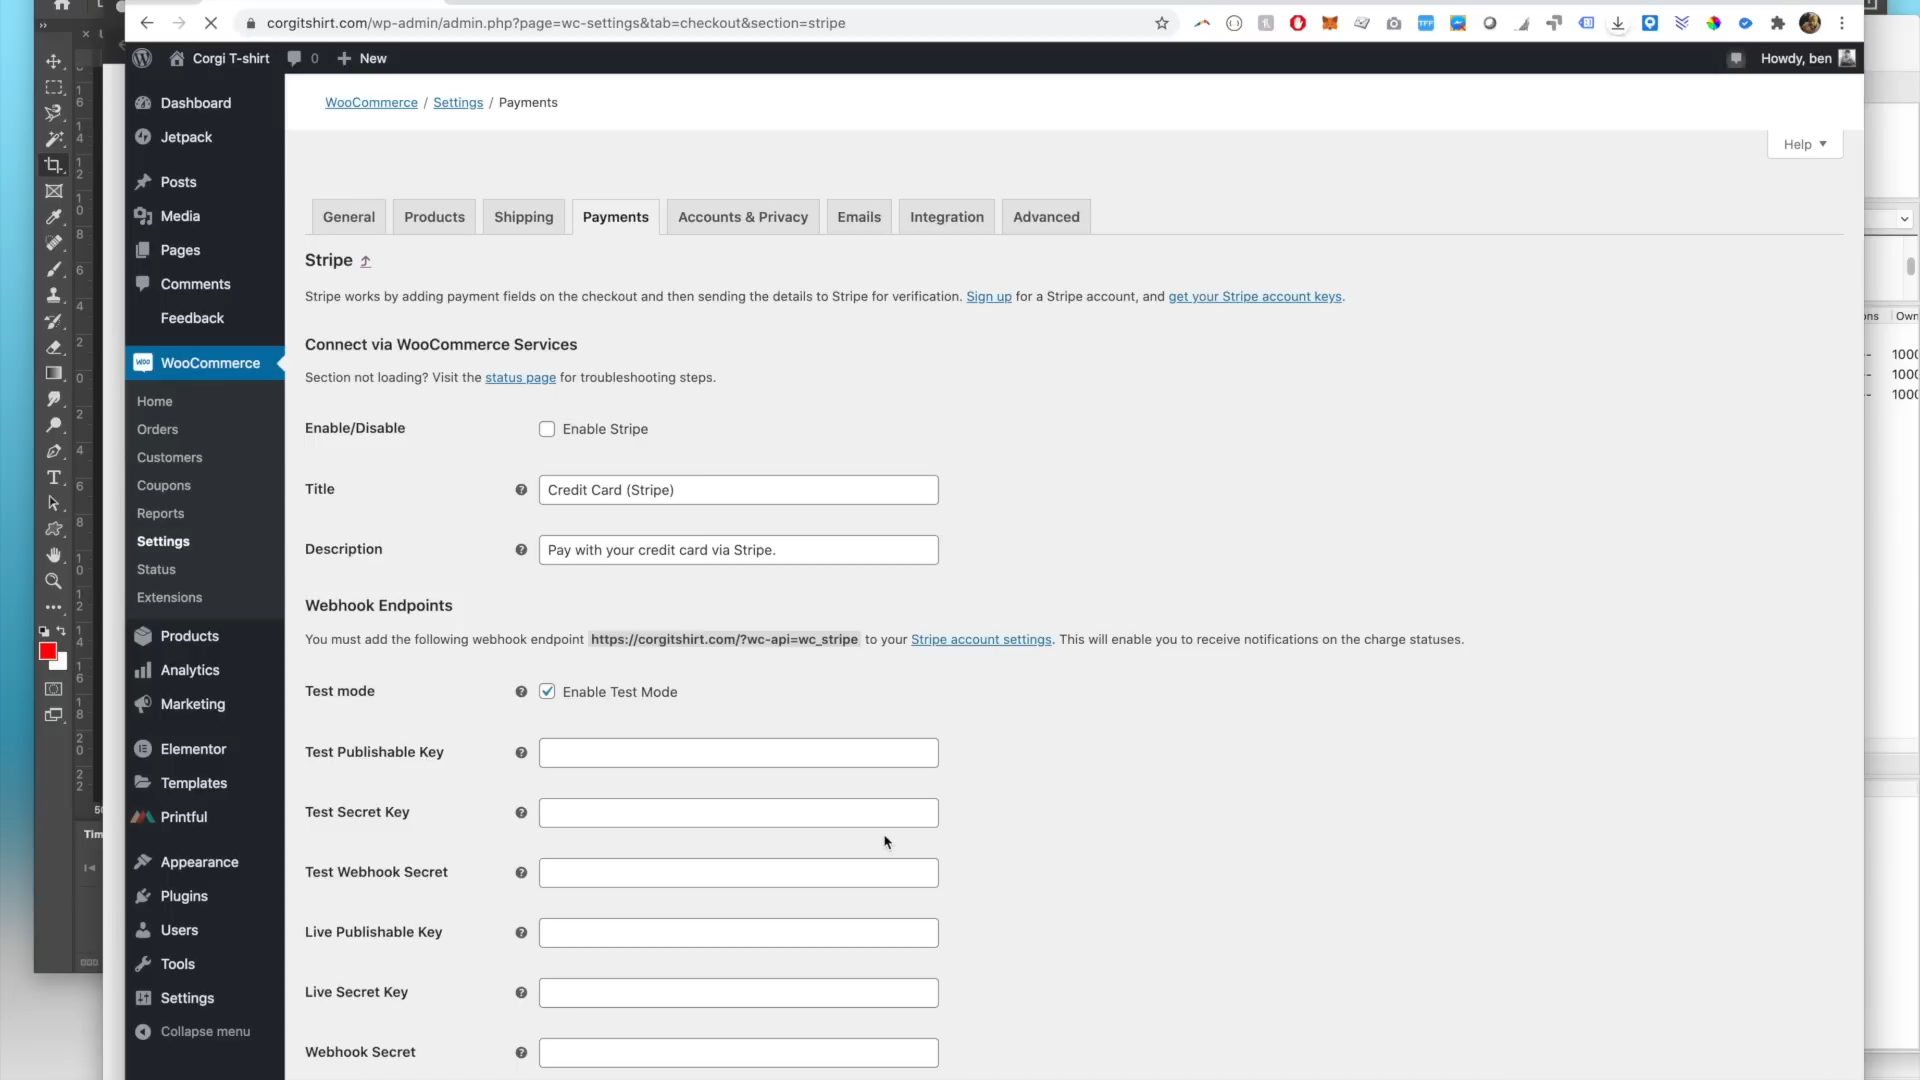 corgitshirt.com/wp-admin/admin.php?page=wc-settings&tab=checkout&section=stripe
Corgi T-shirt 0 New
Howdy, ben
Dashboard
Jetpack
Posts
Media
Pages
Comments
Feedback
WooCommerce
Home
Orders
Customers
Coupons
Reports
Settings
Status
Extensions
Products
Analytics
Marketing
Elementor
Templates
Printful
Appearance
Plugins
Users
Tools
Settings
Collapse menu
WooCommerce / Settings / Payments
Help
General
Products
Shipping
Payments
Accounts & Privacy
Emails
Integration
Advanced
Stripe
Stripe works by adding payment fields on the checkout and then sending the details to Stripe for verification. Sign up for a Stripe account, and get your Stripe account keys.
Connect via WooCommerce Services
Section not loading? Visit the status page for troubleshooting steps.
Enable/Disable
Enable Stripe
Title
Credit Card (Stripe)
Description
Pay with your credit card via Stripe.
Webhook Endpoints
You must add the following webhook endpoint https://corgitshirt.com/?wc-api=wc_stripe to your Stripe account settings. This will enable you to receive notifications on the charge statuses.
Test mode
Enable Test Mode
Test Publishable Key
Test Secret Key
Test Webhook Secret
Live Publishable Key
Live Secret Key
Webhook Secret